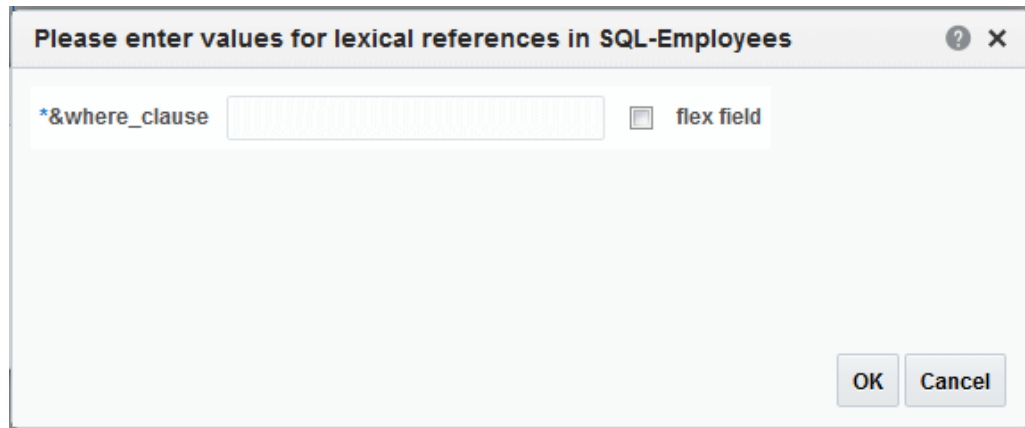 Please enter values for lexical references in SQL-Employees
*&where_clause flex field
OK Cancel